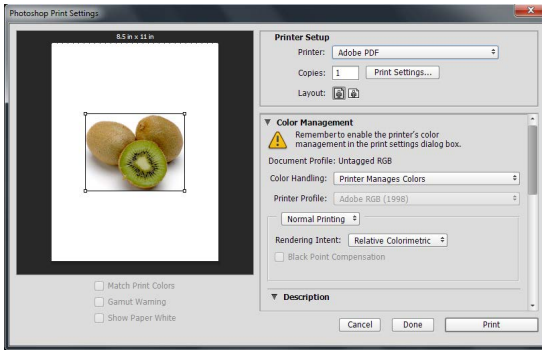 Photoshop Print Settings
8.5 in x 11 in
Match Print Colors
Gamut Warning
Show Paper White
Printer Setup
Printer: Adobe PDF
Copies: 1 Print Settings...
Layout:
Color Management
Remember to enable the printer's color
management in the print settings dialog box.
Document Profile: Untagged RGB
Color Handling: Printer Manages Colors
Printer Profile: Adobe RGB (1998)
Normal Printing
Rendering Intent: Relative Colorimetric
Black Point Compensation
Description
Cancel Done Print